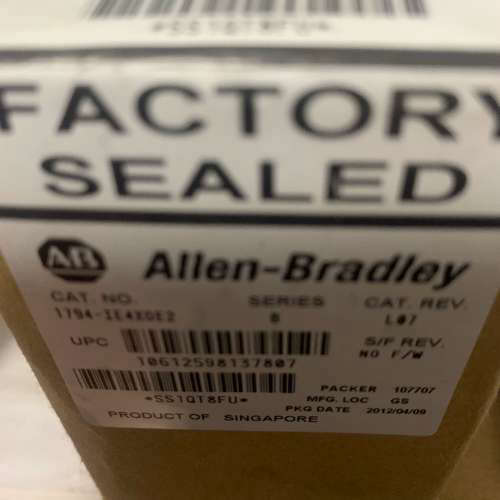 *SS1QT8FU*
FACTORY
SEALED
AB Allen-Bradley
CAT. NO. SERIES CAT. REV.
1794-IE4XOE2 B L07
UPC S/F REV.
10612598137807 NO F/W
PACKER 107707
*SS1QT8FU* MFG. LOC GS
PKG DATE 2012/04/09
PRODUCT OF SINGAPORE